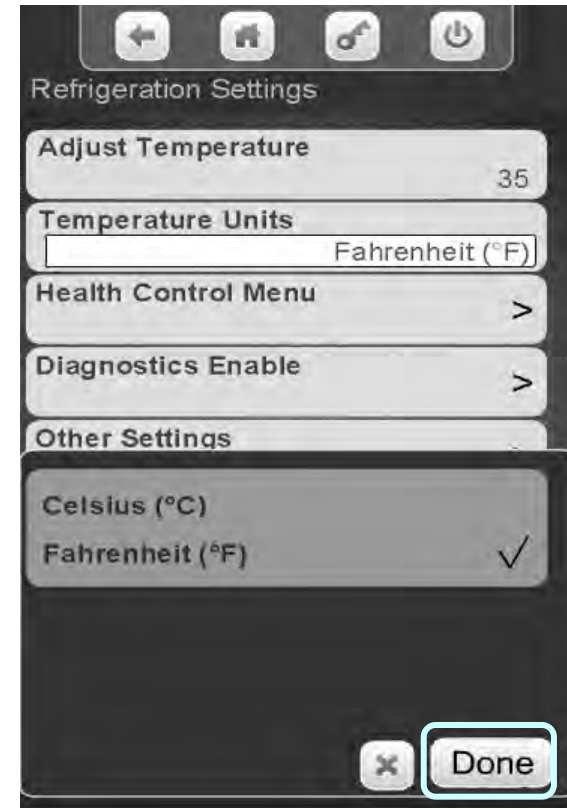 Refrigeration Settings
Adjust Temperature
35
Temperature Units
Fahrenheit (°F)
Health Control Menu
>
Diagnostics Enable
>
Other Settings
Celsius (°C)
Fahrenheit (°F)
Done